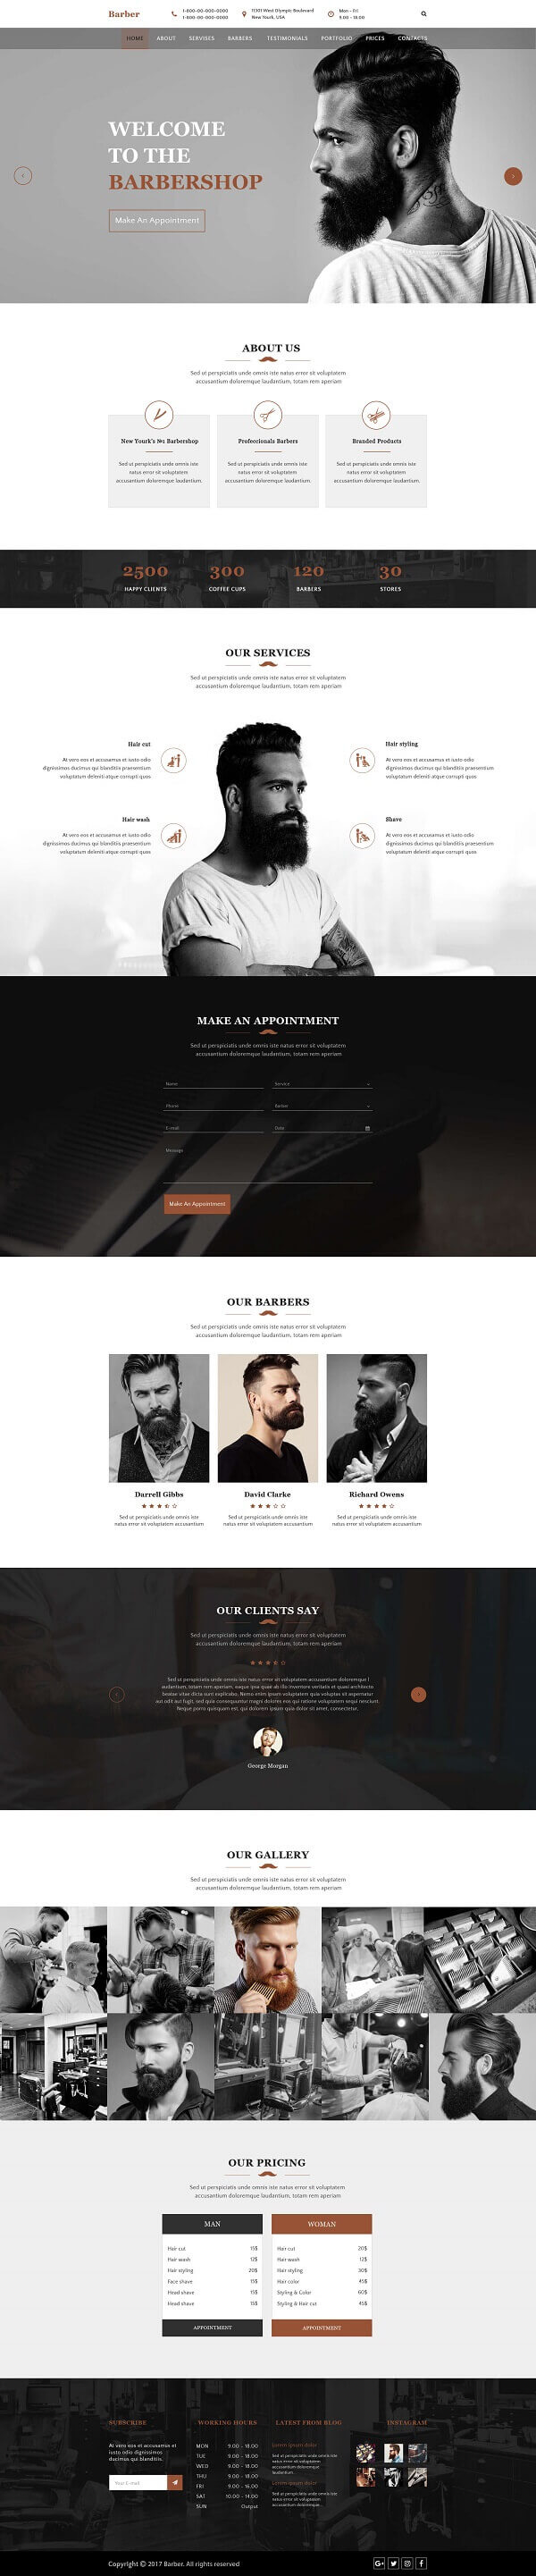 Barber
1-800-00-000-0000
1-800-00-000-0000
11301 West Olympic Boulevard
New Yourk, USA
Mon - Fri
9.00 - 18.00
HOME ABOUT SERVISES BARBERS TESTIMONIALS PORTFOLIO PRICES CONTACTS
WELCOME
TO THE
BARBERSHOP
Make An Appointment
ABOUT US
Sed ut perspiciatis unde omnis iste natus error sit voluptatem
accusantium doloremque laudantium, totam rem aperiam
New Yourk's №1 Barbershop
Sed ut perspiciatis unde omnis iste
natus error sit voluptatem
accusantium doloremque laudantium.
Professionals Barbers
Sed ut perspiciatis unde omnis iste
natus error sit voluptatem
accusantium doloremque laudantium.
Branded Products
Sed ut perspiciatis unde omnis iste
natus error sit voluptatem
accusantium doloremque laudantium.
2500 300 120 30
HAPPY CLIENTS COFFEE CUPS BARBERS STORES
OUR SERVICES
Sed ut perspiciatis unde omnis iste natus error sit voluptatem
accusantium doloremque laudantium, totam rem aperiam
Hair cut
At vero eos et accusamus et iusto odio
dignissimos ducimus qui blanditiis praesentium
voluptatum deleniti atque corrupti quos
Hair styling
At vero eos et accusamus et iusto odio
dignissimos ducimus qui blanditiis praesentium
voluptatum deleniti atque corrupti quos
Hair wash
At vero eos et accusamus et iusto odio
dignissimos ducimus qui blanditiis praesentium
voluptatum deleniti atque corrupti quos
Shave
At vero eos et accusamus et iusto odio
dignissimos ducimus qui blanditiis praesentium
voluptatum deleniti atque corrupti quos
MAKE AN APPOINTMENT
Sed ut perspiciatis unde omnis iste natus error sit voluptatem
accusantium doloremque laudantium, totam rem aperiam
Name Service
Phone Barber
E-mail Date
Message
Make An Appointment
OUR BARBERS
Sed ut perspiciatis unde omnis iste natus error sit voluptatem
accusantium doloremque laudantium, totam rem aperiam
Darrell Gibbs
Sed ut perspiciatis unde omnis iste
natus error sit voluptatem accusantium
David Clarke
Sed ut perspiciatis unde omnis iste
natus error sit voluptatem accusantium
Richard Owens
Sed ut perspiciatis unde omnis iste
natus error sit voluptatem accusantium
OUR CLIENTS SAY
Sed ut perspiciatis unde omnis iste natus error sit voluptatem
accusantium doloremque laudantium, totam rem aperiam
Sed ut perspiciatis unde omnis iste natus error sit voluptatem accusantium doloremque l
audantium, totam rem aperiam, eaque ipsa quae ab illo inventore veritatis et quasi architecto
beatae vitae dicta sunt explicabo. Nemo enim ipsam voluptatem quia voluptas sit aspernatur
aut odit aut fugit, sed quia consequuntur magni dolores eos qui ratione voluptatem sequi nesciunt.
Neque porro quisquam est, qui dolorem ipsum quia dolor sit amet, consectetur.
George Morgan
OUR GALLERY
Sed ut perspiciatis unde omnis iste natus error sit voluptatem
accusantium doloremque laudantium, totam rem aperiam
OUR PRICING
Sed ut perspiciatis unde omnis iste natus error sit voluptatem
accusantium doloremque laudantium, totam rem aperiam
MAN
Hair cut 15$
Hair wash 12$
Hair styling 20$
Face shave 15$
Head shave 15$
Head shave 15$
APPOINTMENT
WOMAN
Hair cut 20$
Hair wash 12$
Hair styling 30$
Hair color 45$
Styling & Color 60$
Styling & Hair cut 45$
APPOINTMENT
SUBSCRIBE
At vero eos et accusamus et
iusto odio dignissimos
ducimus qui blanditiis.
Your E-mail
WORKING HOURS
MON 9.00 - 18.00
TUE 9.00 - 18.00
WED 9.00 - 18.00
THU 9.00 - 18.00
FRI 9.00 - 16.00
SAT 10.00 - 14.00
SUN Output
LATEST FROM BLOG
Lorem ipsum dolor
Sed ut perspiciatis unde omnis iste
natus error sit voluptatem
accusantium doloremque
laudantium...
Lorem ipsum dolor
Sed ut perspiciatis unde omnis iste
natus error sit voluptatem
accusantium doloremque...
INSTAGRAM
Copyright © 2017 Barber. All rights reserved